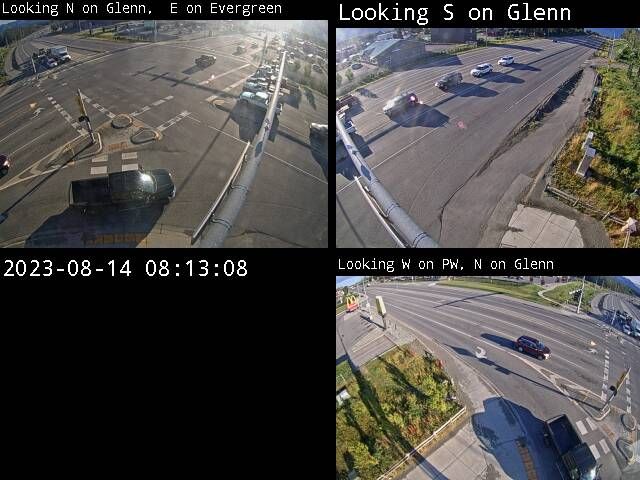 Looking N on Glenn,  E on Evergreen
Looking S on Glenn
2023-08-14 08:13:08
Looking W on PW, N on Glenn